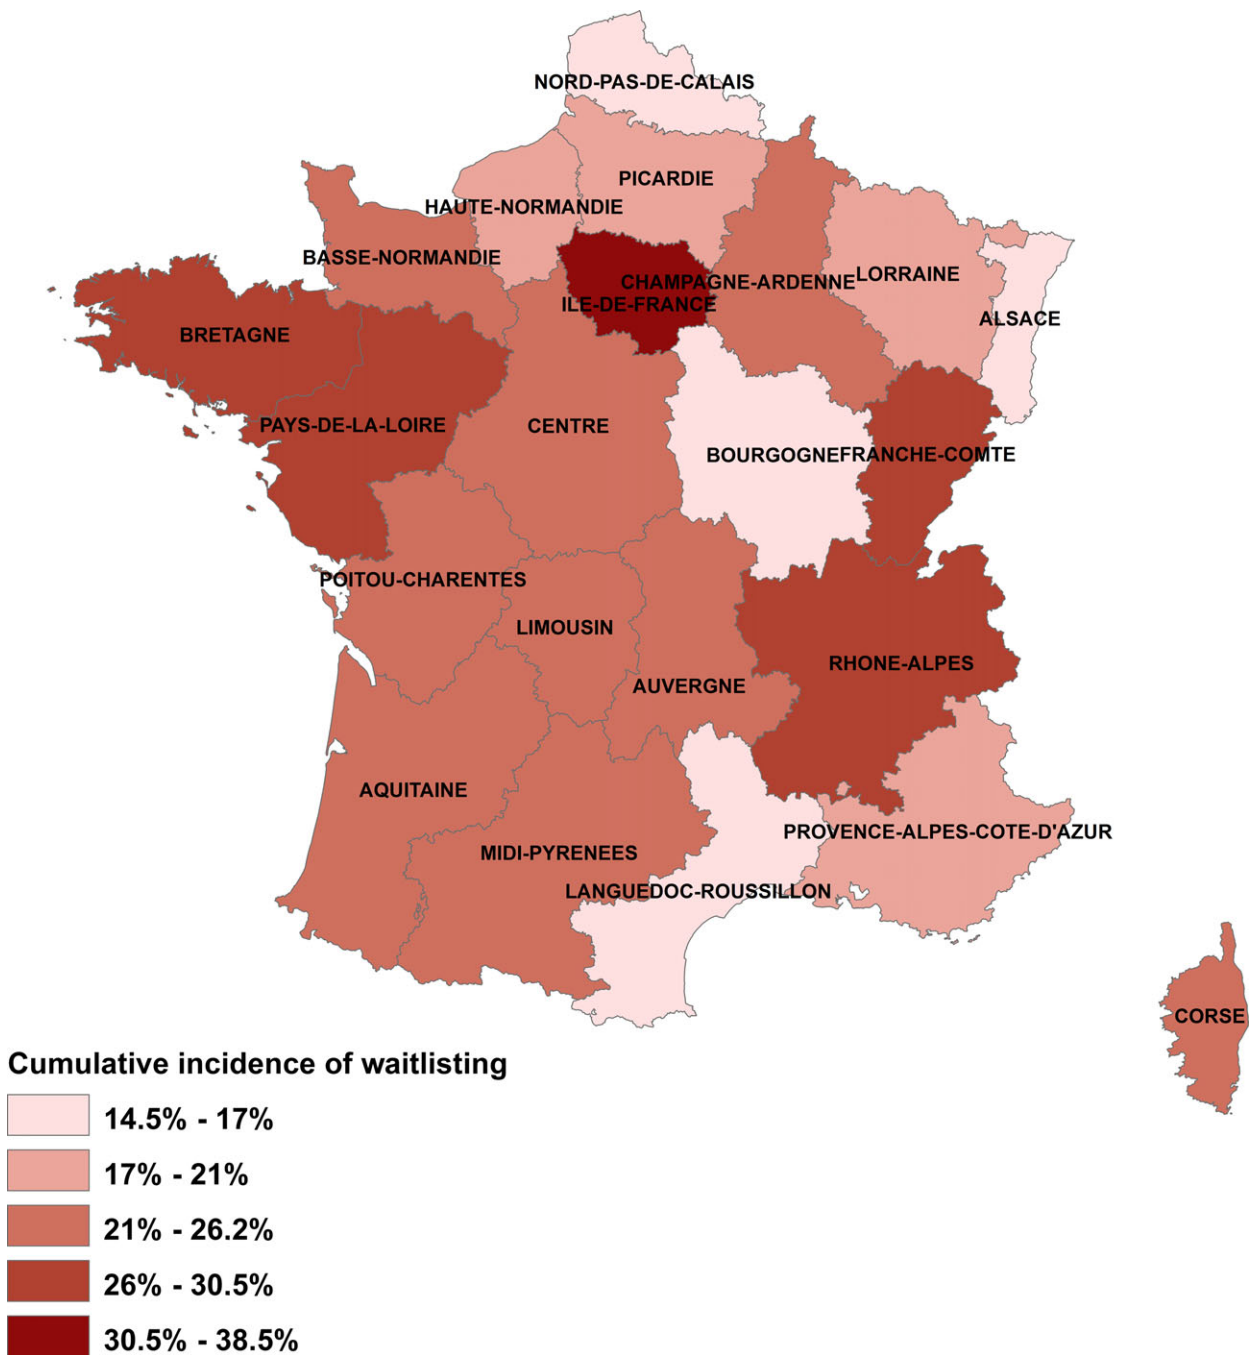 NORD-PAS-DE-CALAIS
PICARDIE
HAUTE-NORMANDIE
BASSE-NORMANDIE
LORRAINE
CHAMPAGNE-ARDENNE
ILE-DE-FRANCE
ALSACE
BRETAGNE
PAYS-DE-LA-LOIRE
CENTRE
BOURGOGNE
FRANCHE-COMTE
POITOU-CHARENTES
LIMOUSIN
RHONE-ALPES
AUVERGNE
AQUITAINE
PROVENCE-ALPES-COTE-D'AZUR
MIDI-PYRENEES
LANGUEDOC-ROUSSILLON
CORSE
Cumulative incidence of waitlisting
14.5% - 17%
17% - 21%
21% - 26.2%
26% - 30.5%
30.5% - 38.5%